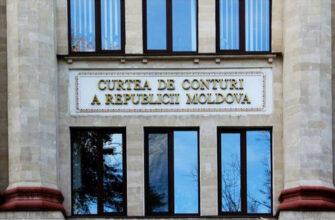 CURTEA DE CONTURI
A REPUBLICII MOLDOVA